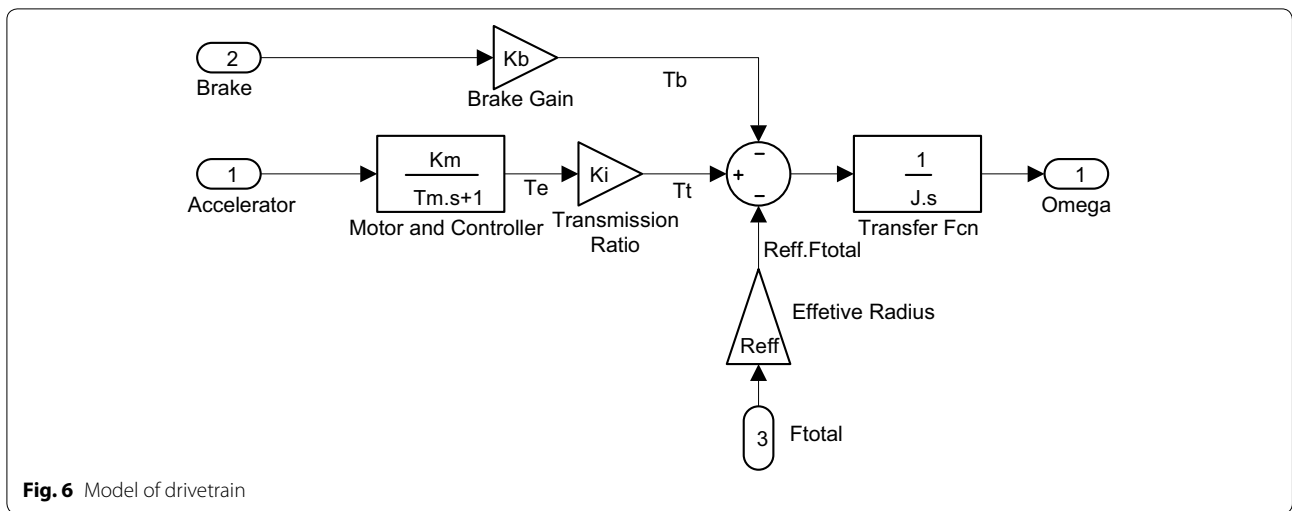 2
Brake
Kb
Brake Gain
Tb
1
Accelerator
Km
Tm.s+1
Motor and Controller
Te
Ki
Transmission
Ratio
Tt
−
+
−
1
J.s
Transfer Fcn
1
Omega
Reff.Ftotal
Effetive Radius
Reff
3
Ftotal
Fig. 6 Model of drivetrain